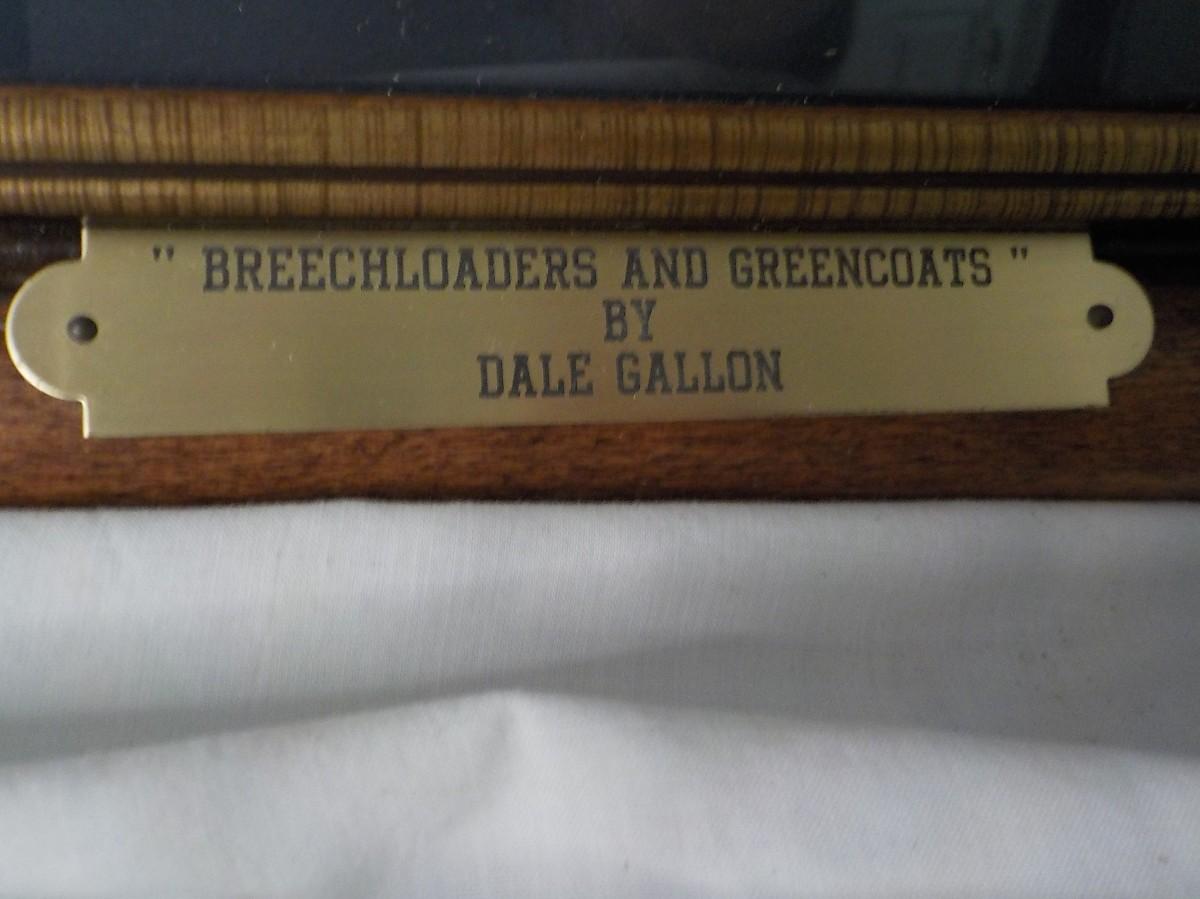 " BREECHLOADERS AND GREENCOATS "
BY
DALE GALLON